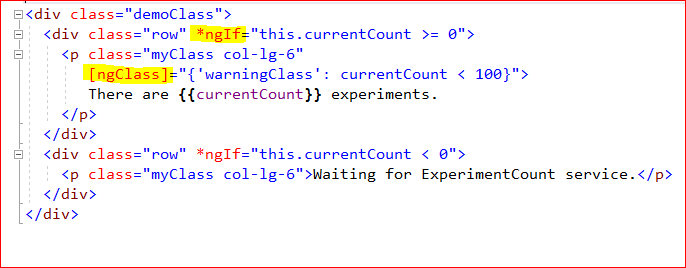 <div class="demoClass">
<div class="row" *ngIf="this.currentCount >= 0">
<p class="myClass col-lg-6"
[ngClass]="{'warningClass': currentCount < 100}">
There are {{currentCount}} experiments.
</p>
</div>
<div class="row" *ngIf="this.currentCount < 0">
<p class="myClass col-lg-6">Waiting for ExperimentCount service.</p>
</div>
</div>